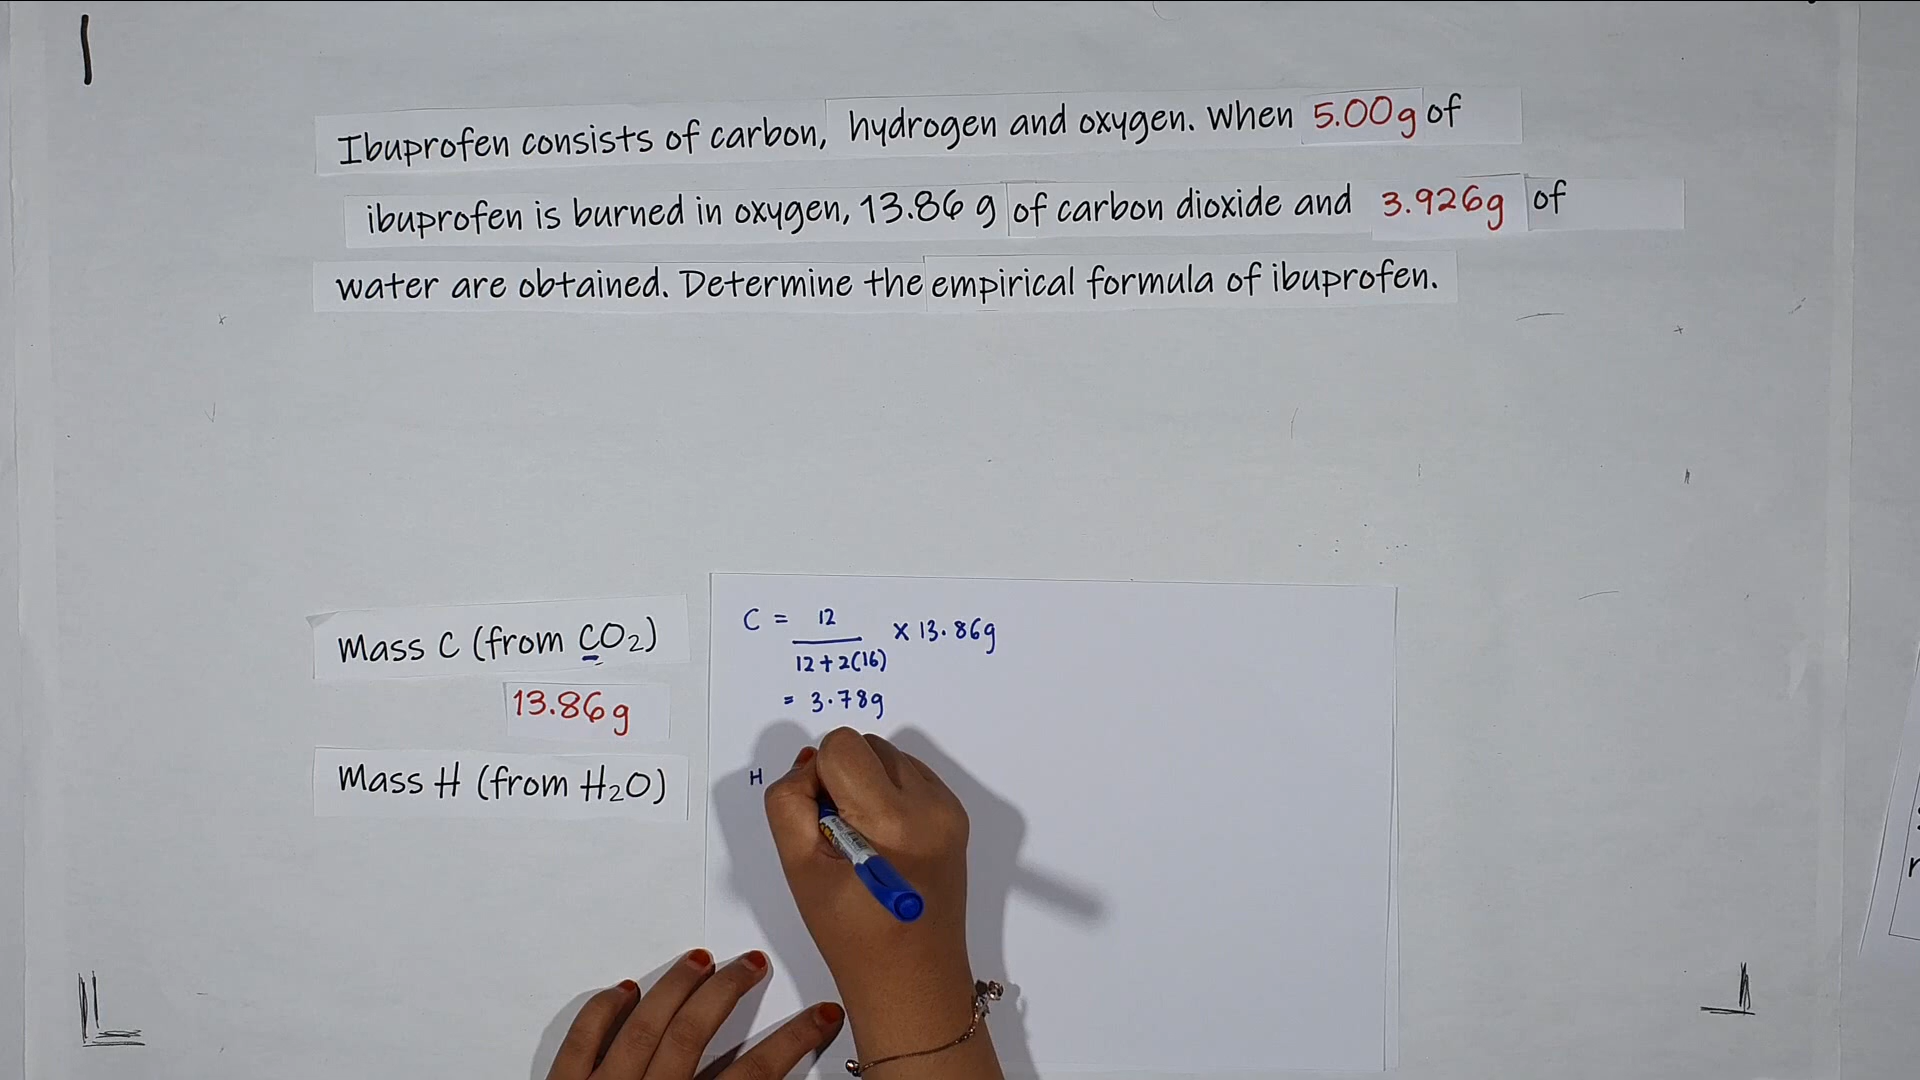 Ibuprofen consists of carbon, hydrogen and oxygen. When 5.00g of
ibuprofen is burned in oxygen, 13.86 g of carbon dioxide and 3.926g of
water are obtained. Determine the empirical formula of ibuprofen.
Mass C (from CO₂)
13.86g
Mass H (from H₂O)
C = 12
12+2(16) × 13.86g
= 3.78g
H